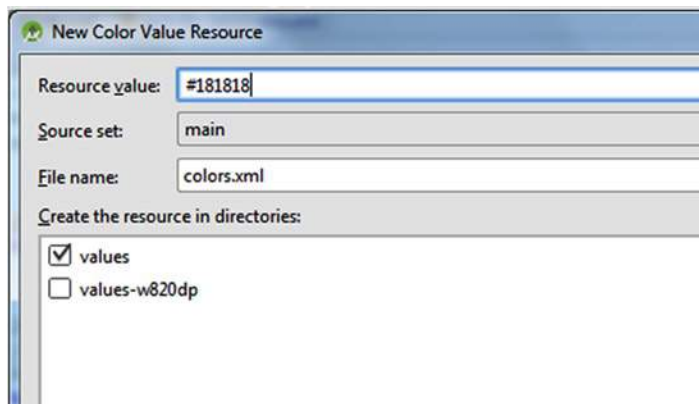 New Color Value Resource
Resource value: #181818
Source set: main
File name: colors.xml
Create the resource in directories:
values
values-w820dp